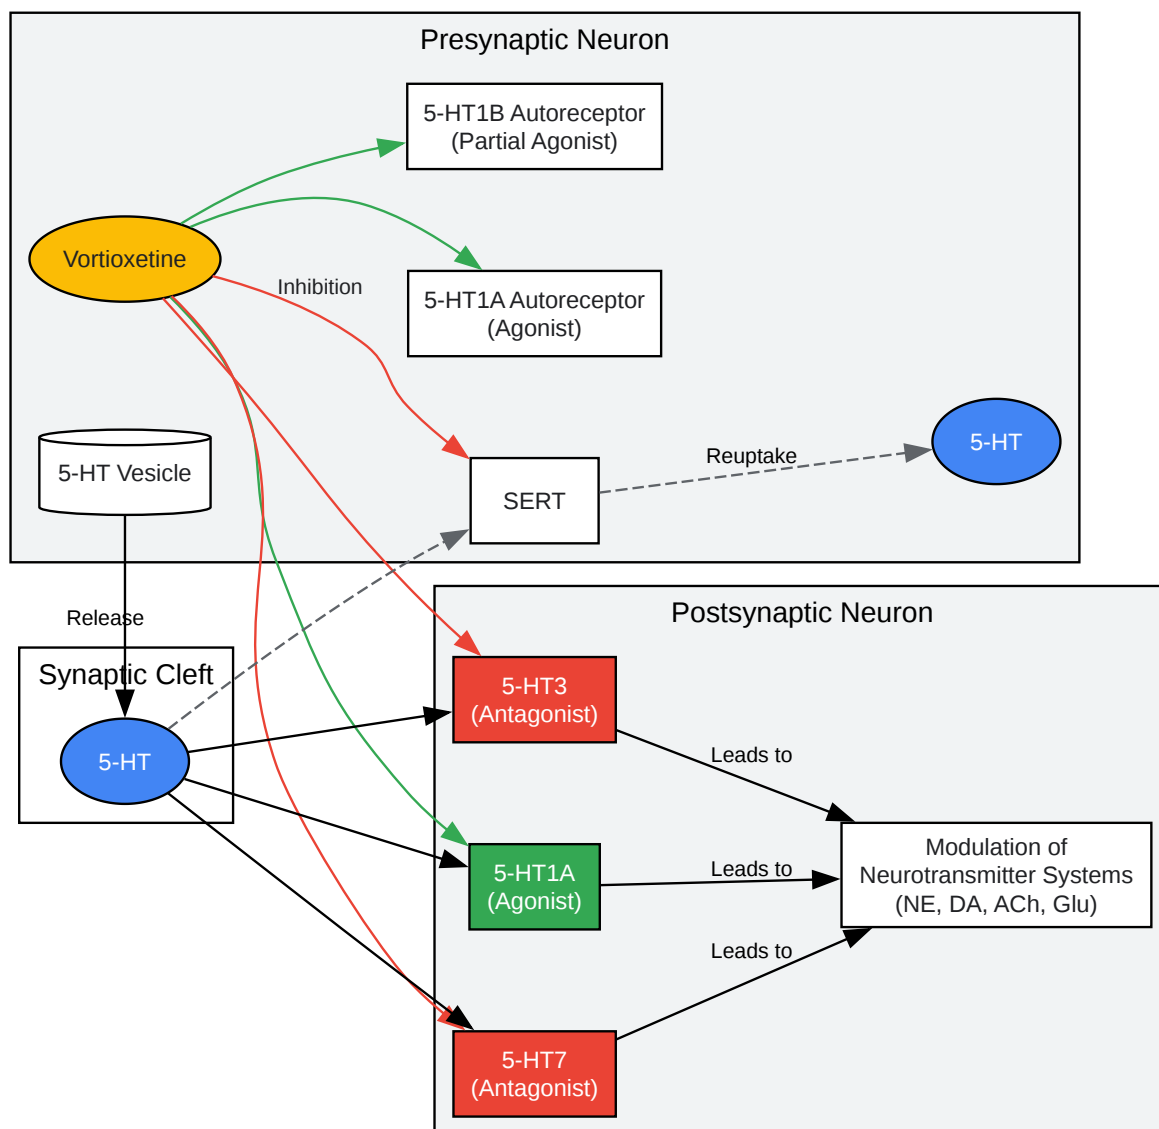 Presynaptic Neuron
5-HT1B Autoreceptor
(Partial Agonist)
Vortioxetine
Inhibition
5-HT1A Autoreceptor
(Agonist)
5-HT
Reuptake
5-HT Vesicle
SERT
Release
Postsynaptic Neuron
Synaptic Cleft
5-HT
5-HT3
(Antagonist)
Leads to
5-HT1A
(Agonist)
Leads to
Modulation of
Neurotransmitter Systems
(NE, DA, ACh, Glu)
Leads to
5-HT7
(Antagonist)